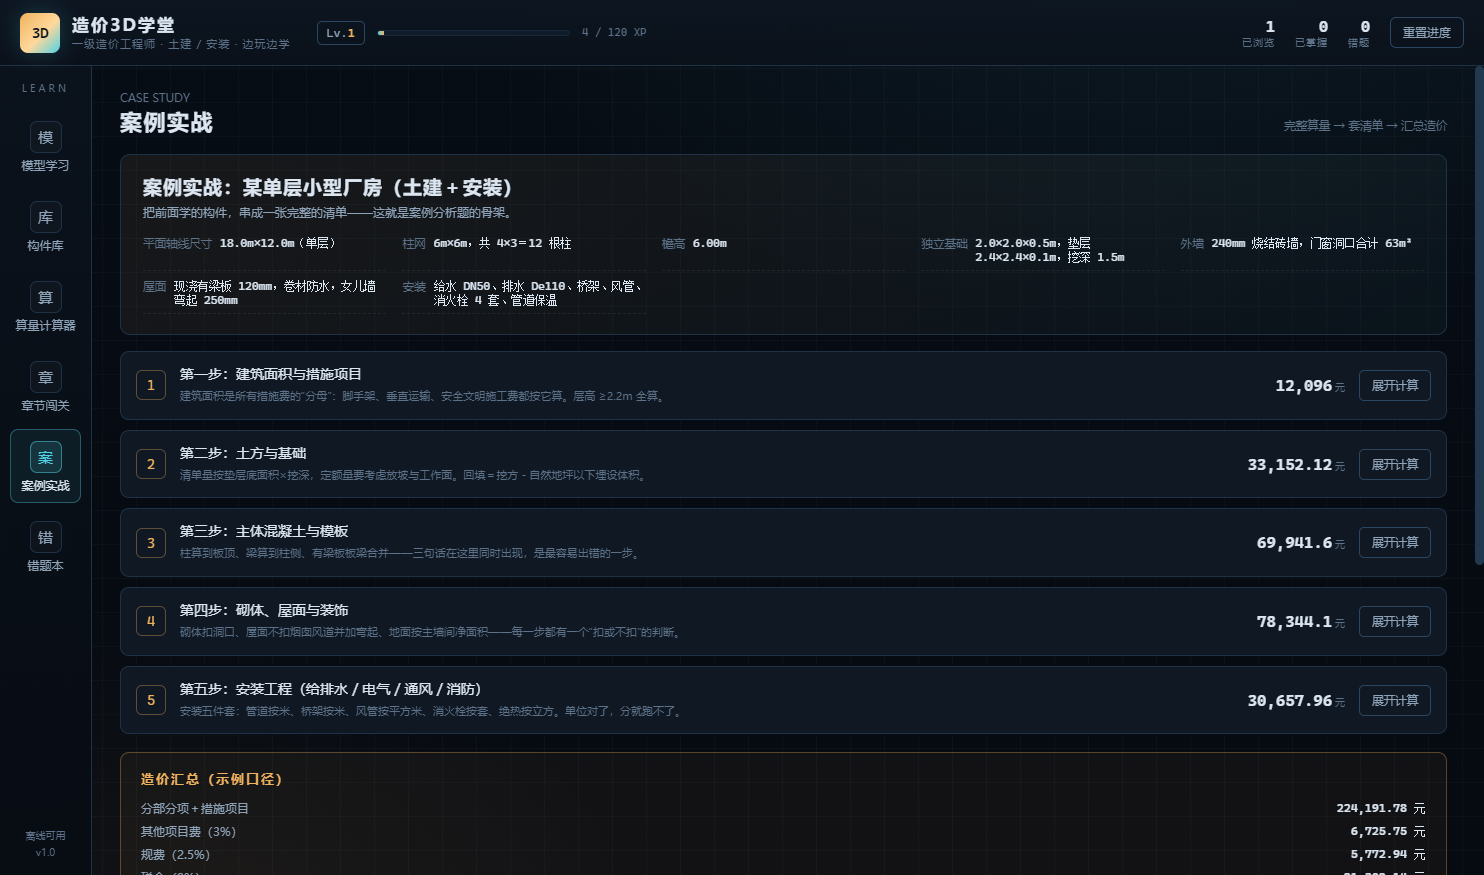 3D
造价3D学堂
一级造价工程师 · 土建 / 安装 · 边玩边学
Lv.1
4 / 120 XP
1
已浏览
0
已掌握
0
错题
重置进度
LEARN
模
模型学习
库
构件库
算
算量计算器
章
章节闯关
案
案例实战
错
错题本
离线可用
v1.0
CASE STUDY
案例实战
完整算量 → 套清单 → 汇总造价
案例实战：某单层小型厂房（土建 + 安装）
把前面学的构件，串成一张完整的清单——这就是案例分析题的骨架。
平面轴线尺寸 18.0m×12.0m（单层）
柱网 6m×6m，共 4×3＝12 根柱
檐高 6.00m
独立基础 2.0×2.0×0.5m，垫层
2.4×2.4×0.1m，挖深 1.5m
外墙 240mm 烧结砖墙，门窗洞口合计 63m²
屋面 现浇有梁板 120mm，卷材防水，女儿墙
弯起 250mm
安装 给水 DN50、排水 De110、桥架、风管、
消火栓 4 套、管道保温
1
第一步：建筑面积与措施项目
建筑面积是所有措施费的“分母”：脚手架、垂直运输、安全文明施工费都按它算。层高 ≥2.2m 全算。
12,096 元
展开计算
2
第二步：土方与基础
清单量按垫层底面积×挖深，定额量要考虑放坡与工作面。回填 = 挖方 - 自然地坪以下埋设体积。
33,152.12 元
展开计算
3
第三步：主体混凝土与模板
柱算到板顶、梁算到柱侧、有梁板板梁合并——三句话在这里同时出现，是最容易出错的一步。
69,941.6 元
展开计算
4
第四步：砌体、屋面与装饰
砌体扣洞口、屋面不扣烟囱风道并加弯起、地面按主墙间净面积——每一步都有一个“扣或不扣”的判断。
78,344.1 元
展开计算
5
第五步：安装工程（给排水 / 电气 / 通风 / 消防）
安装五件套：管道按米、桥架按米、风管按平方米、消火栓按套、绝热按立方。单位对了，分就跑不了。
30,657.96 元
展开计算
造价汇总（示例口径）
分部分项 + 措施项目
224,191.78 元
其他项目费（3%）
6,725.75 元
规费（2.5%）
5,772.94 元